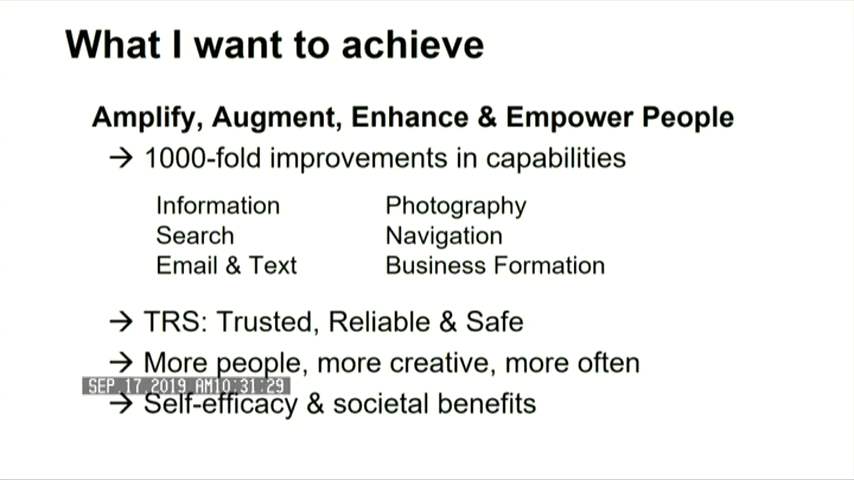 What I want to achieve
Amplify, Augment, Enhance & Empower People
→ 1000-fold improvements in capabilities
Information
Search
Email & Text
Photography
Navigation
Business Formation
→ TRS: Trusted, Reliable & Safe
→ More people, more creative, more often
SEP.17.2019 AM10:31:29
→ Self-efficacy & societal benefits